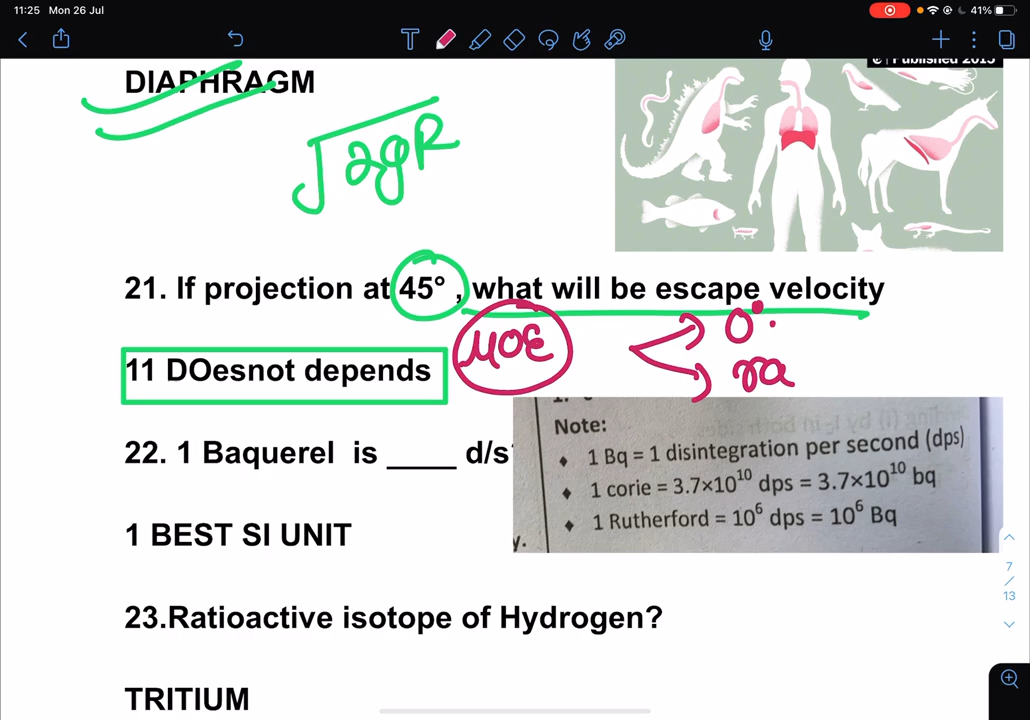 11:25 Mon 26 Jul
41%
DIAPHRAGM
Published 2015
√2gR
21. If projection at 45° , what will be escape velocity
MOE
0°
ra
11 DOesnot depends
Note:
22. 1 Baquerel is ____ d/s
♦ 1 Bq = 1 disintegration per second (dps)
♦ 1 corie = 3.7×10¹⁰ dps = 3.7×10¹⁰ bq
♦ 1 Rutherford = 10⁶ dps = 10⁶ Bq
y.
1 BEST SI UNIT
23.Ratioactive isotope of Hydrogen?
TRITIUM
7
/
13